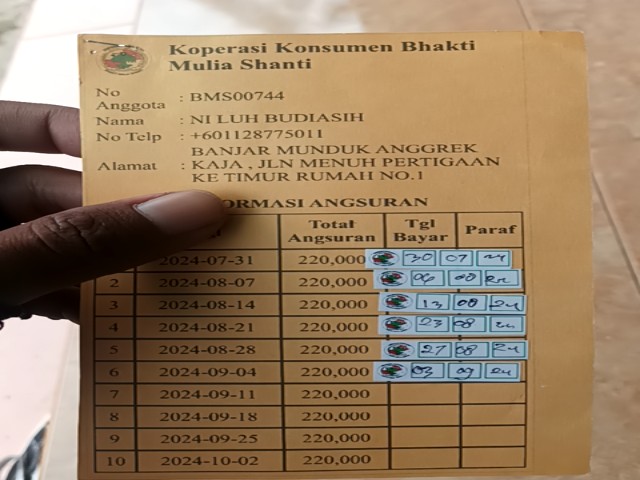 Koperasi Konsumen Bhakti
Mulia Shanti
No
Anggota : BMS00744
Nama : NI LUH BUDIASIH
No Telp : +601128775011
Alamat : BANJAR MUNDUK ANGGREK
KAJA , JLN MENUH PERTIGAAN
KE TIMUR RUMAH NO.1
ORMASI ANGSURAN
Total Angsuran Tgl Bayar Paraf
2024-07-31 220,000 30 07 24
2 2024-08-07 220,000 06 08 24
3 2024-08-14 220,000 13 08 24
4 2024-08-21 220,000 23 08 24
5 2024-08-28 220,000 27 08 24
6 2024-09-04 220,000 03 09 24
7 2024-09-11 220,000
8 2024-09-18 220,000
9 2024-09-25 220,000
10 2024-10-02 220,000